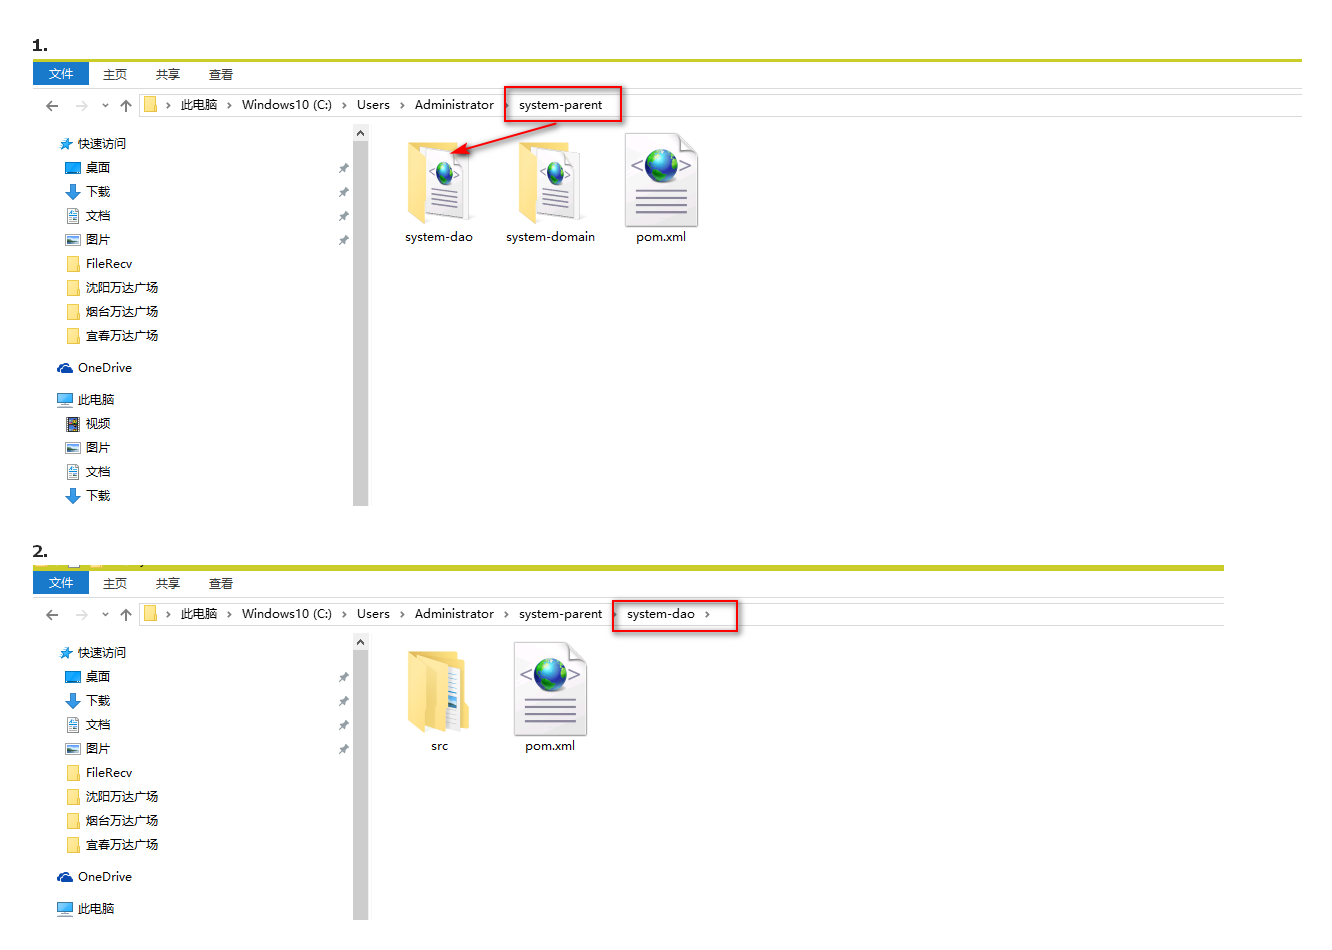 1.
文件 主页 共享 查看
此电脑 Windows10 (C:) Users Administrator system-parent
快速访问
桌面
下载
文档
图片
FileRecv
沈阳万达广场
烟台万达广场
宜春万达广场
OneDrive
此电脑
视频
图片
文档
下载
system-dao system-domain pom.xml
2.
文件 主页 共享 查看
此电脑 Windows10 (C:) Users Administrator system-parent system-dao
快速访问
桌面
下载
文档
图片
FileRecv
沈阳万达广场
烟台万达广场
宜春万达广场
OneDrive
此电脑
src pom.xml